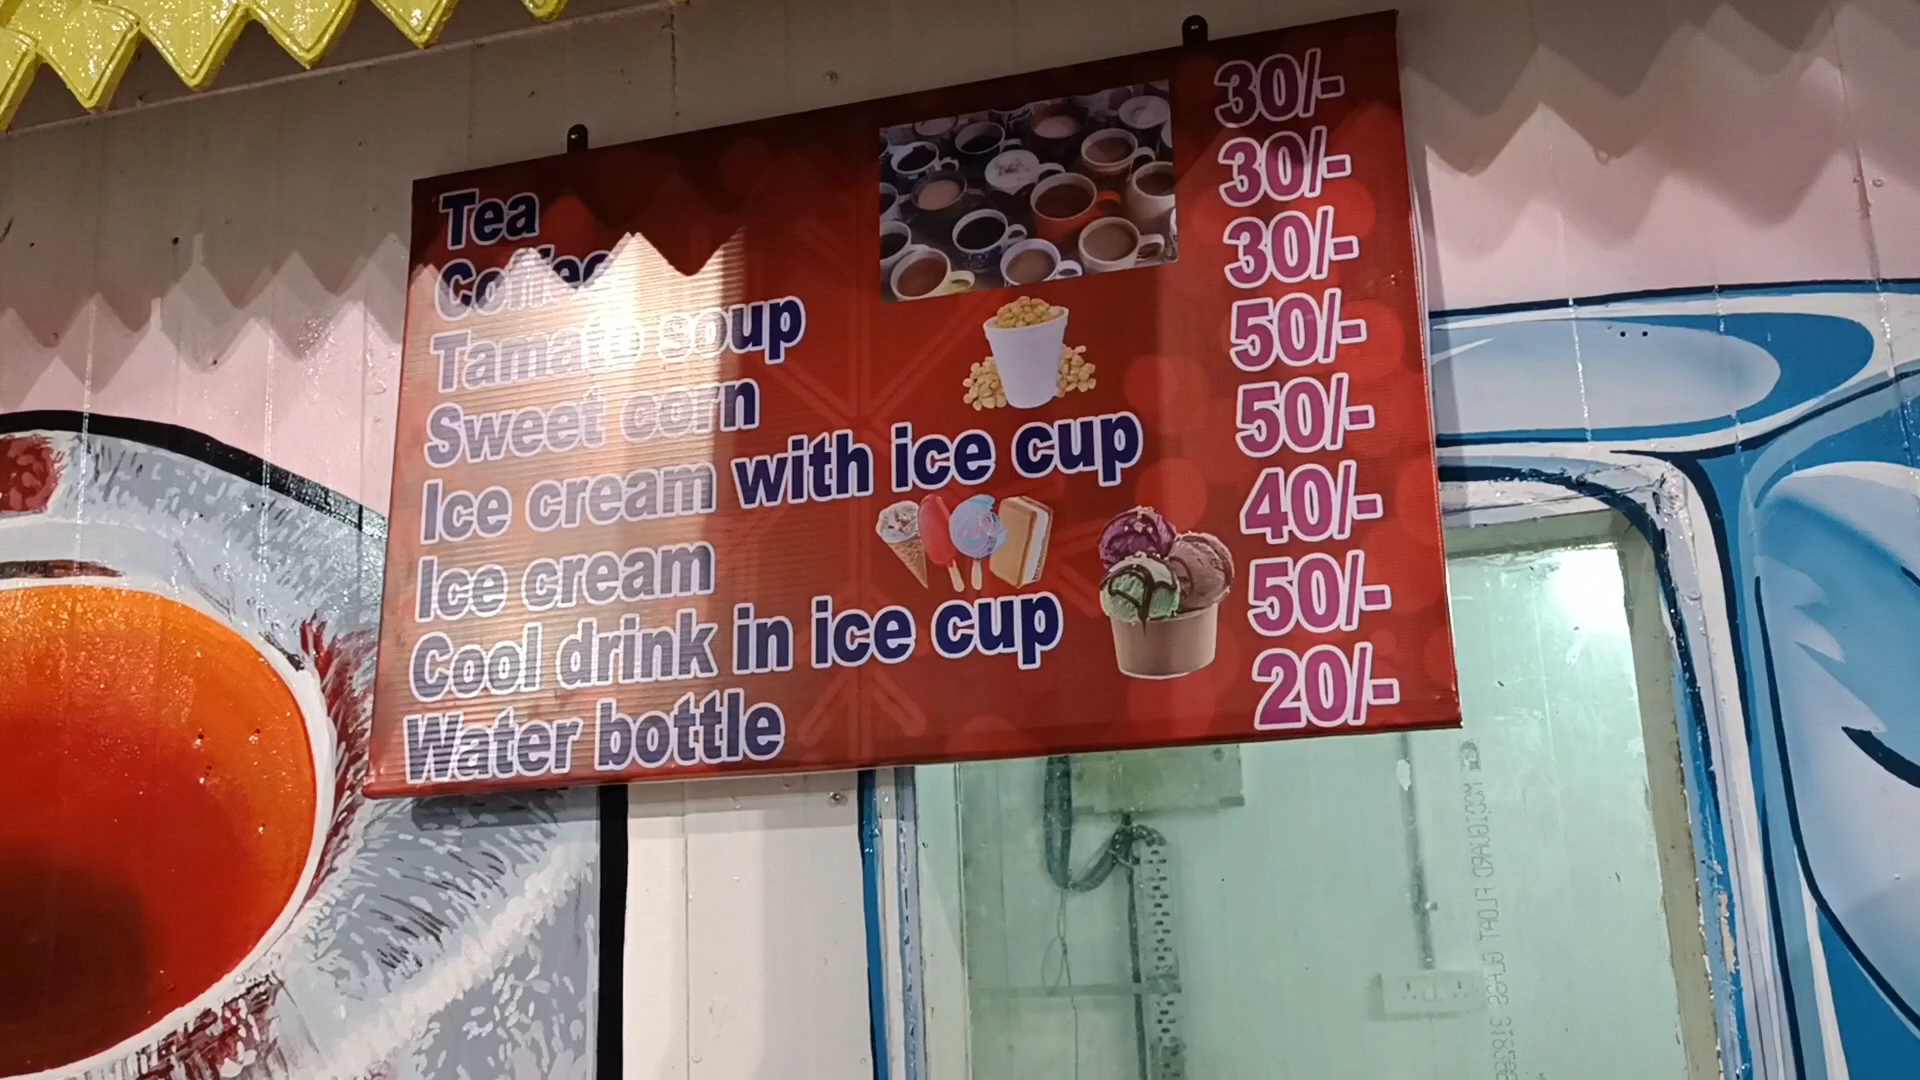 Tea 30/-
Coffee 30/-
Tamato soup 30/-
Sweet corn 50/-
Ice cream with ice cup 50/-
Ice cream 40/-
Cool drink in ice cup 50/-
Water bottle 20/-